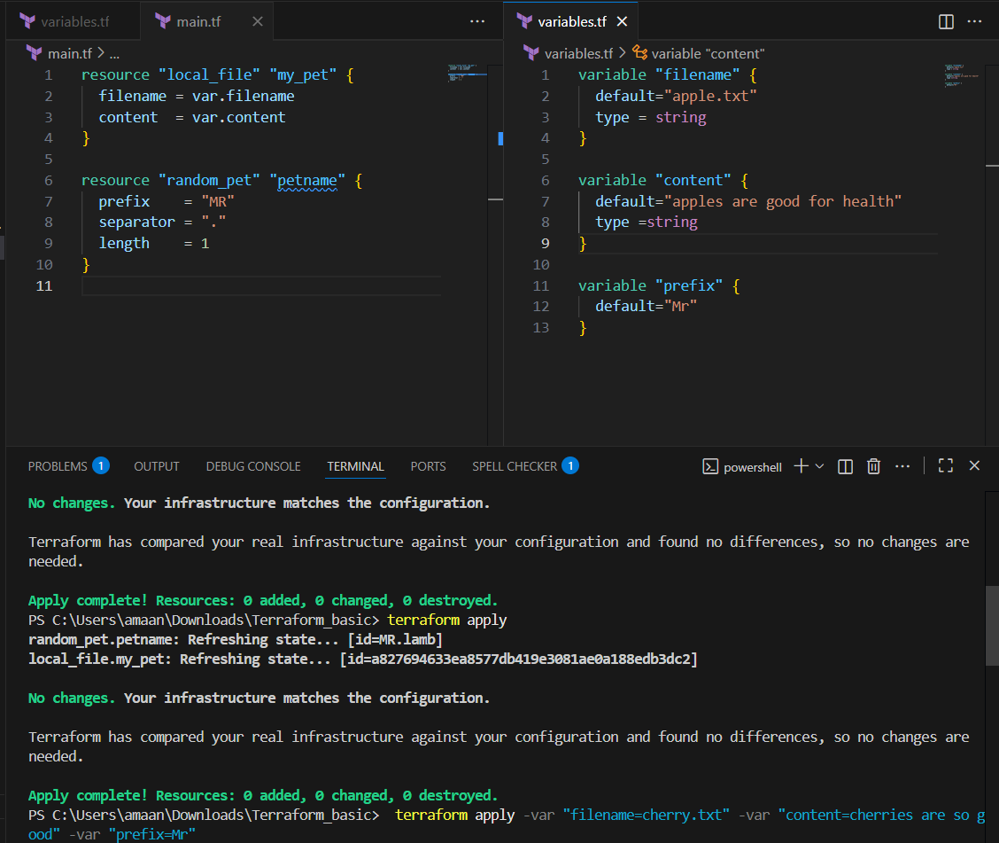 variables.tf
main.tf
...
main.tf > ...
1 resource "local_file" "my_pet" {
2 filename = var.filename
3 content  = var.content
4 }
5
6 resource "random_pet" "petname" {
7 prefix    = "MR"
8 separator = "."
9 length    = 1
10 }
11
variables.tf
...
variables.tf > variable "content"
1 variable "filename" {
2 default="apple.txt"
3 type = string
4 }
5
6 variable "content" {
7 default="apples are good for health"
8 type =string
9 }
10
11 variable "prefix" {
12 default="Mr"
13 }
PROBLEMS 1 OUTPUT DEBUG CONSOLE TERMINAL PORTS SPELL CHECKER 1 powershell
No changes. Your infrastructure matches the configuration.
Terraform has compared your real infrastructure against your configuration and found no differences, so no changes are
needed.
Apply complete! Resources: 0 added, 0 changed, 0 destroyed.
PS C:\Users\amaan\Downloads\Terraform_basic> terraform apply
random_pet.petname: Refreshing state... [id=MR.lamb]
local_file.my_pet: Refreshing state... [id=a827694633ea8577db419e3081ae0a188edb3dc2]
No changes. Your infrastructure matches the configuration.
Terraform has compared your real infrastructure against your configuration and found no differences, so no changes are
needed.
Apply complete! Resources: 0 added, 0 changed, 0 destroyed.
PS C:\Users\amaan\Downloads\Terraform_basic>  terraform apply -var "filename=cherry.txt" -var "content=cherries are so g
ood" -var "prefix=Mr"